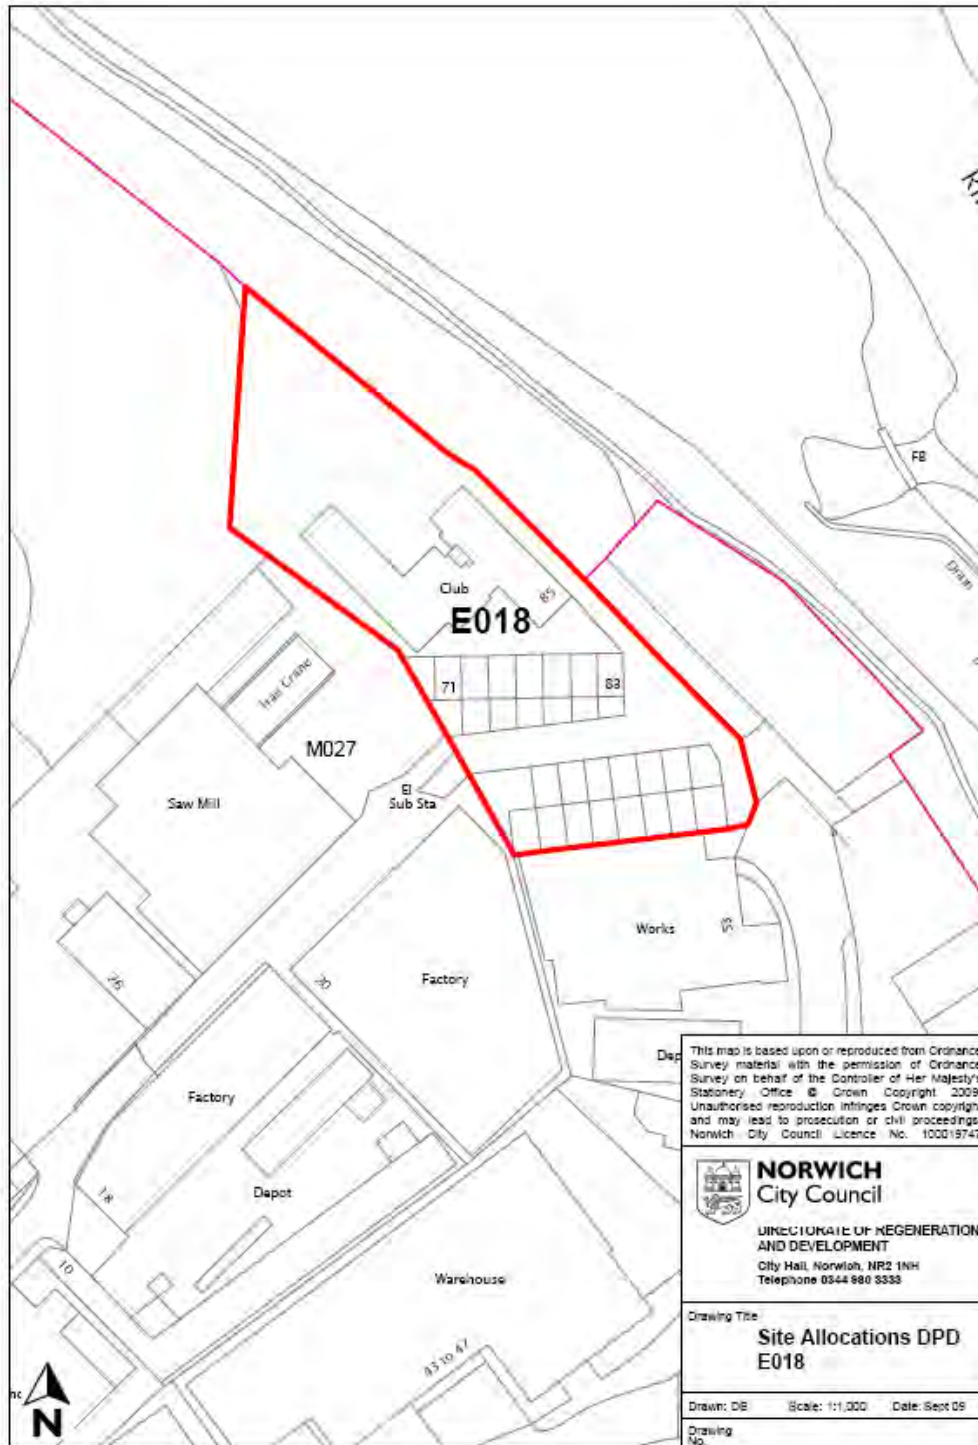 FB
Drain
Club
85
E018
71
83
Trav Crane
M027
El
Sub Sta
Saw Mill
Works
53
26
20
Factory
Factory
18
Depot
10
Warehouse
43 to 47
N
This map is based upon or reproduced from Ordnance
Survey material with the permission of Ordnance
Survey on behalf of the Controller of Her Majesty's
Stationery Office © Crown Copyright 2009
Unauthorised reproduction infringes Crown copyright
and may lead to prosecution or civil proceedings
Norwich City Council Licence No. 100019747
NORWICH
City Council
DIRECTORATE OF REGENERATION
AND DEVELOPMENT
City Hall, Norwich, NR2 1NH
Telephone 0344 980 3333
Drawing Title
Site Allocations DPD
E018
Drawn: DB Scale: 1:1,000 Date: Sept 09
Drawing
No.